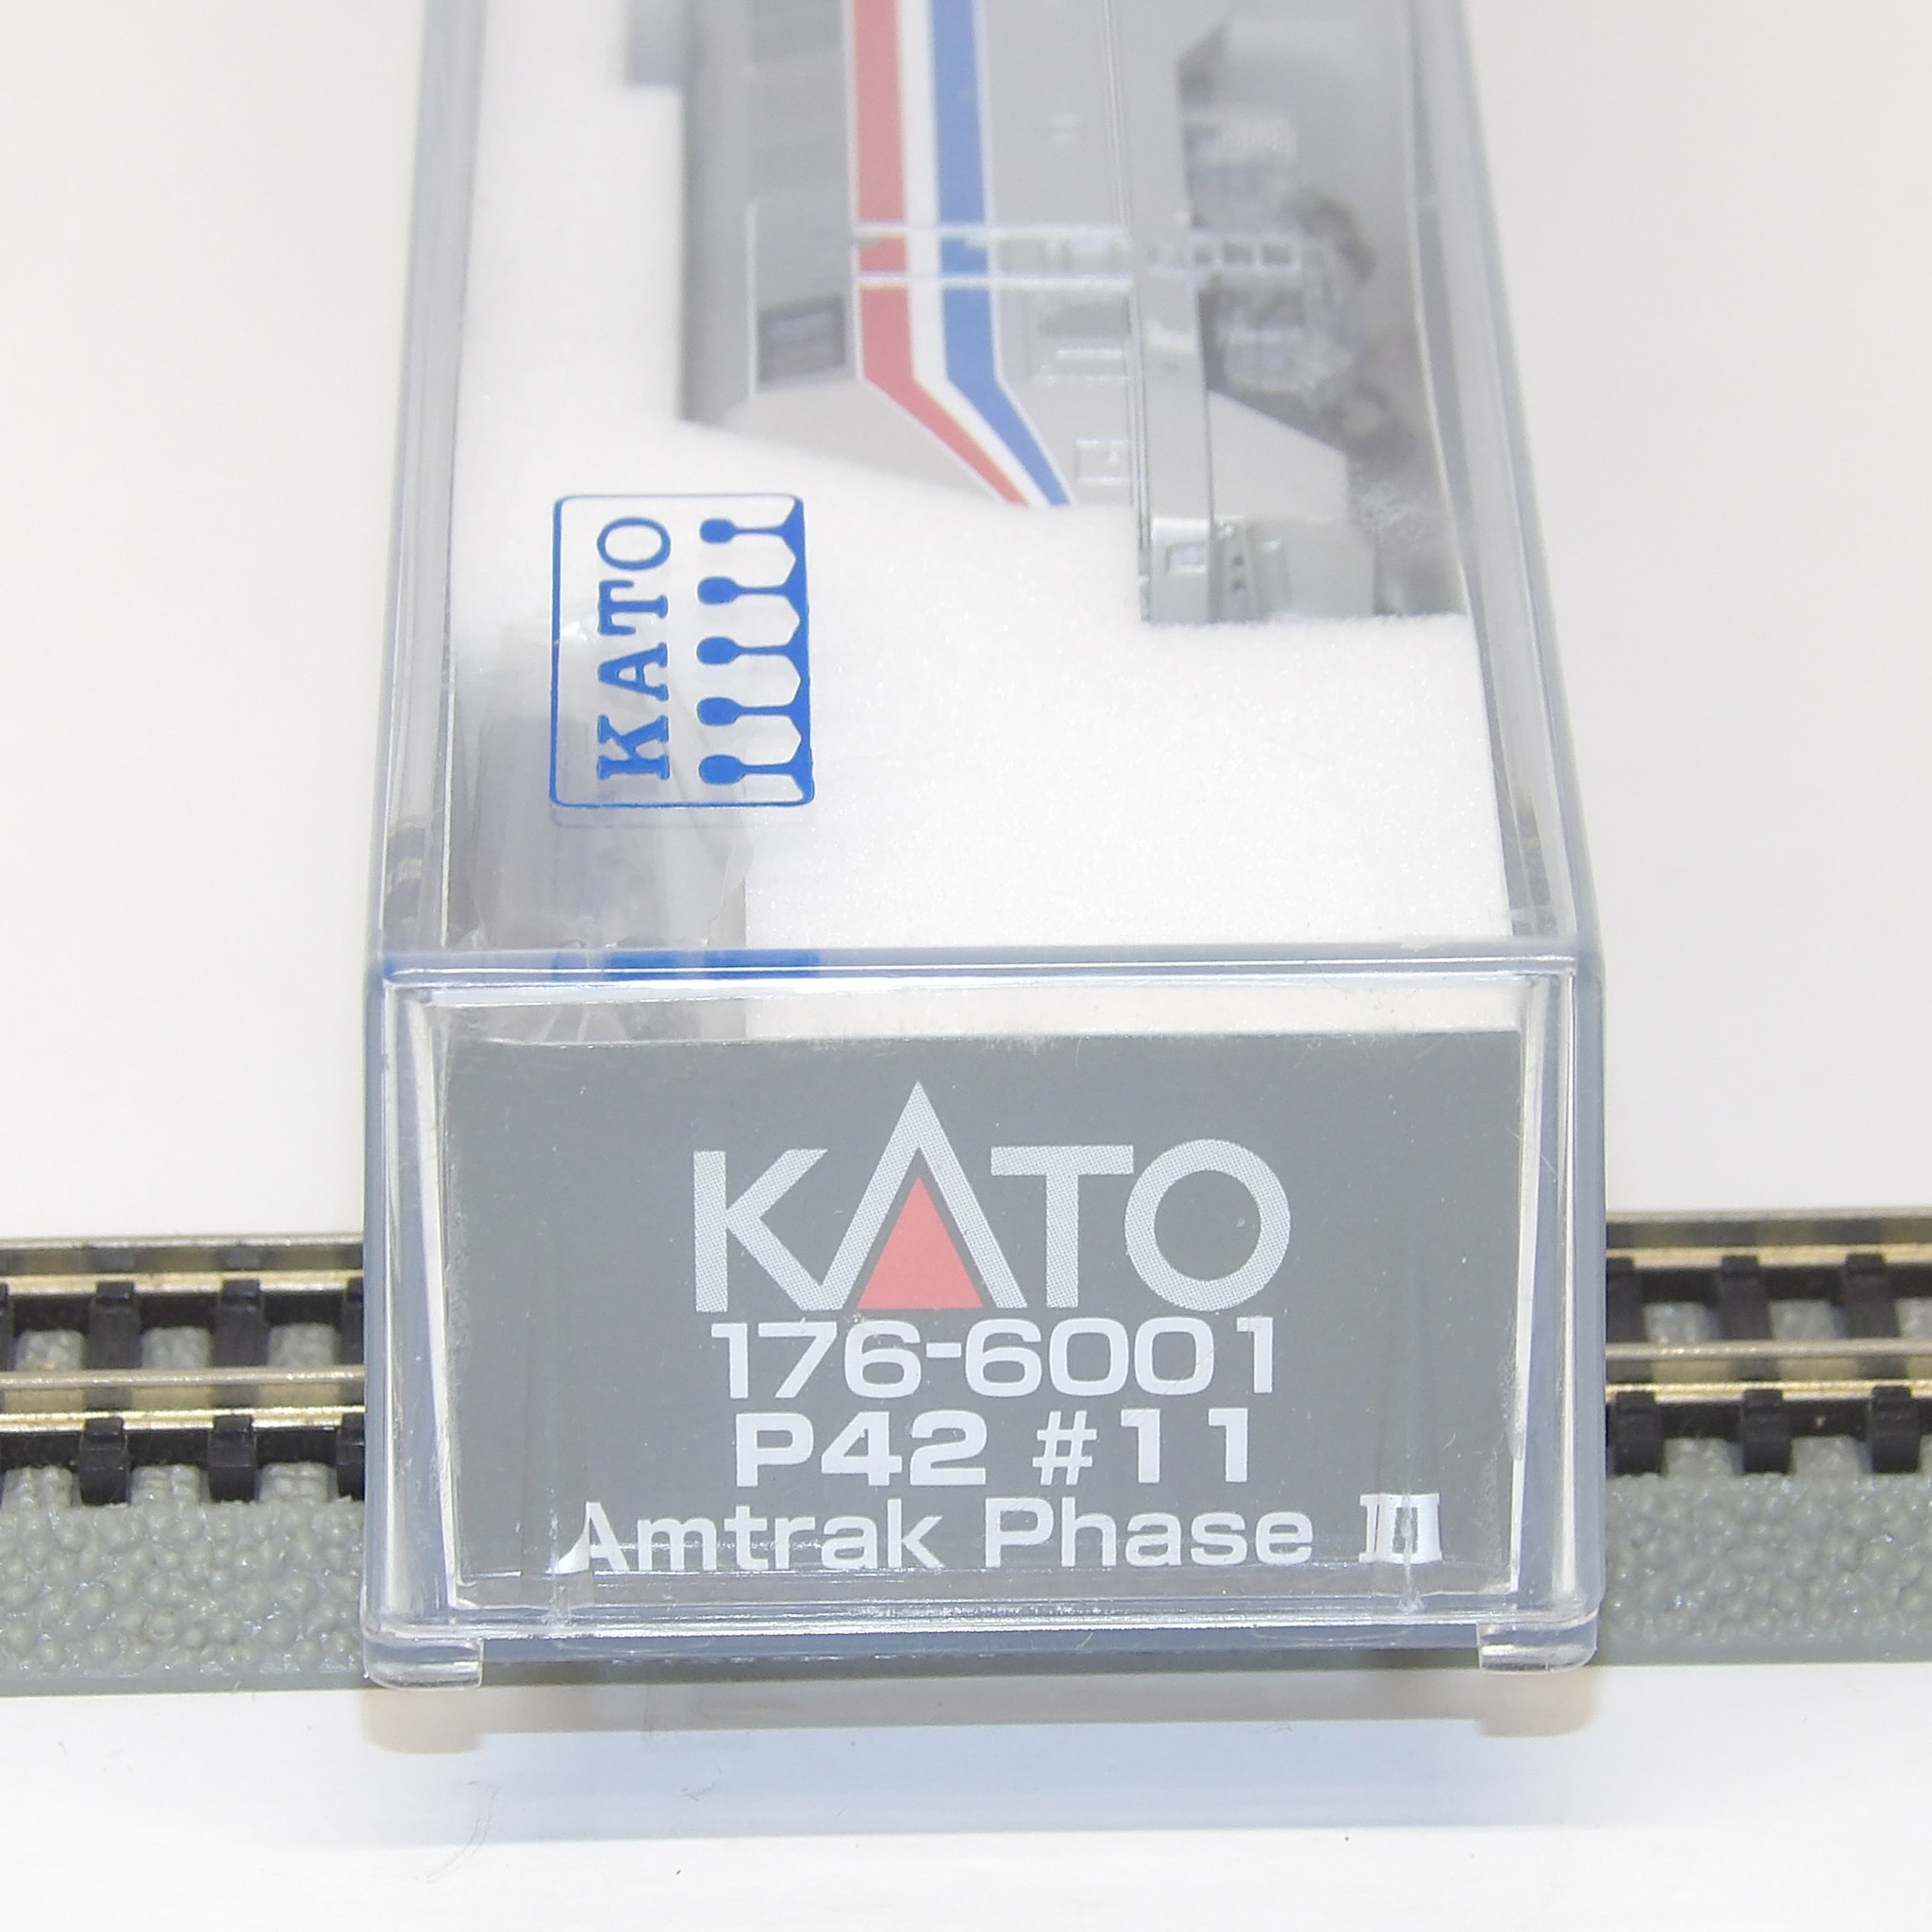 KATO
KATO
176-6001
P42 #11
Amtrak Phase III